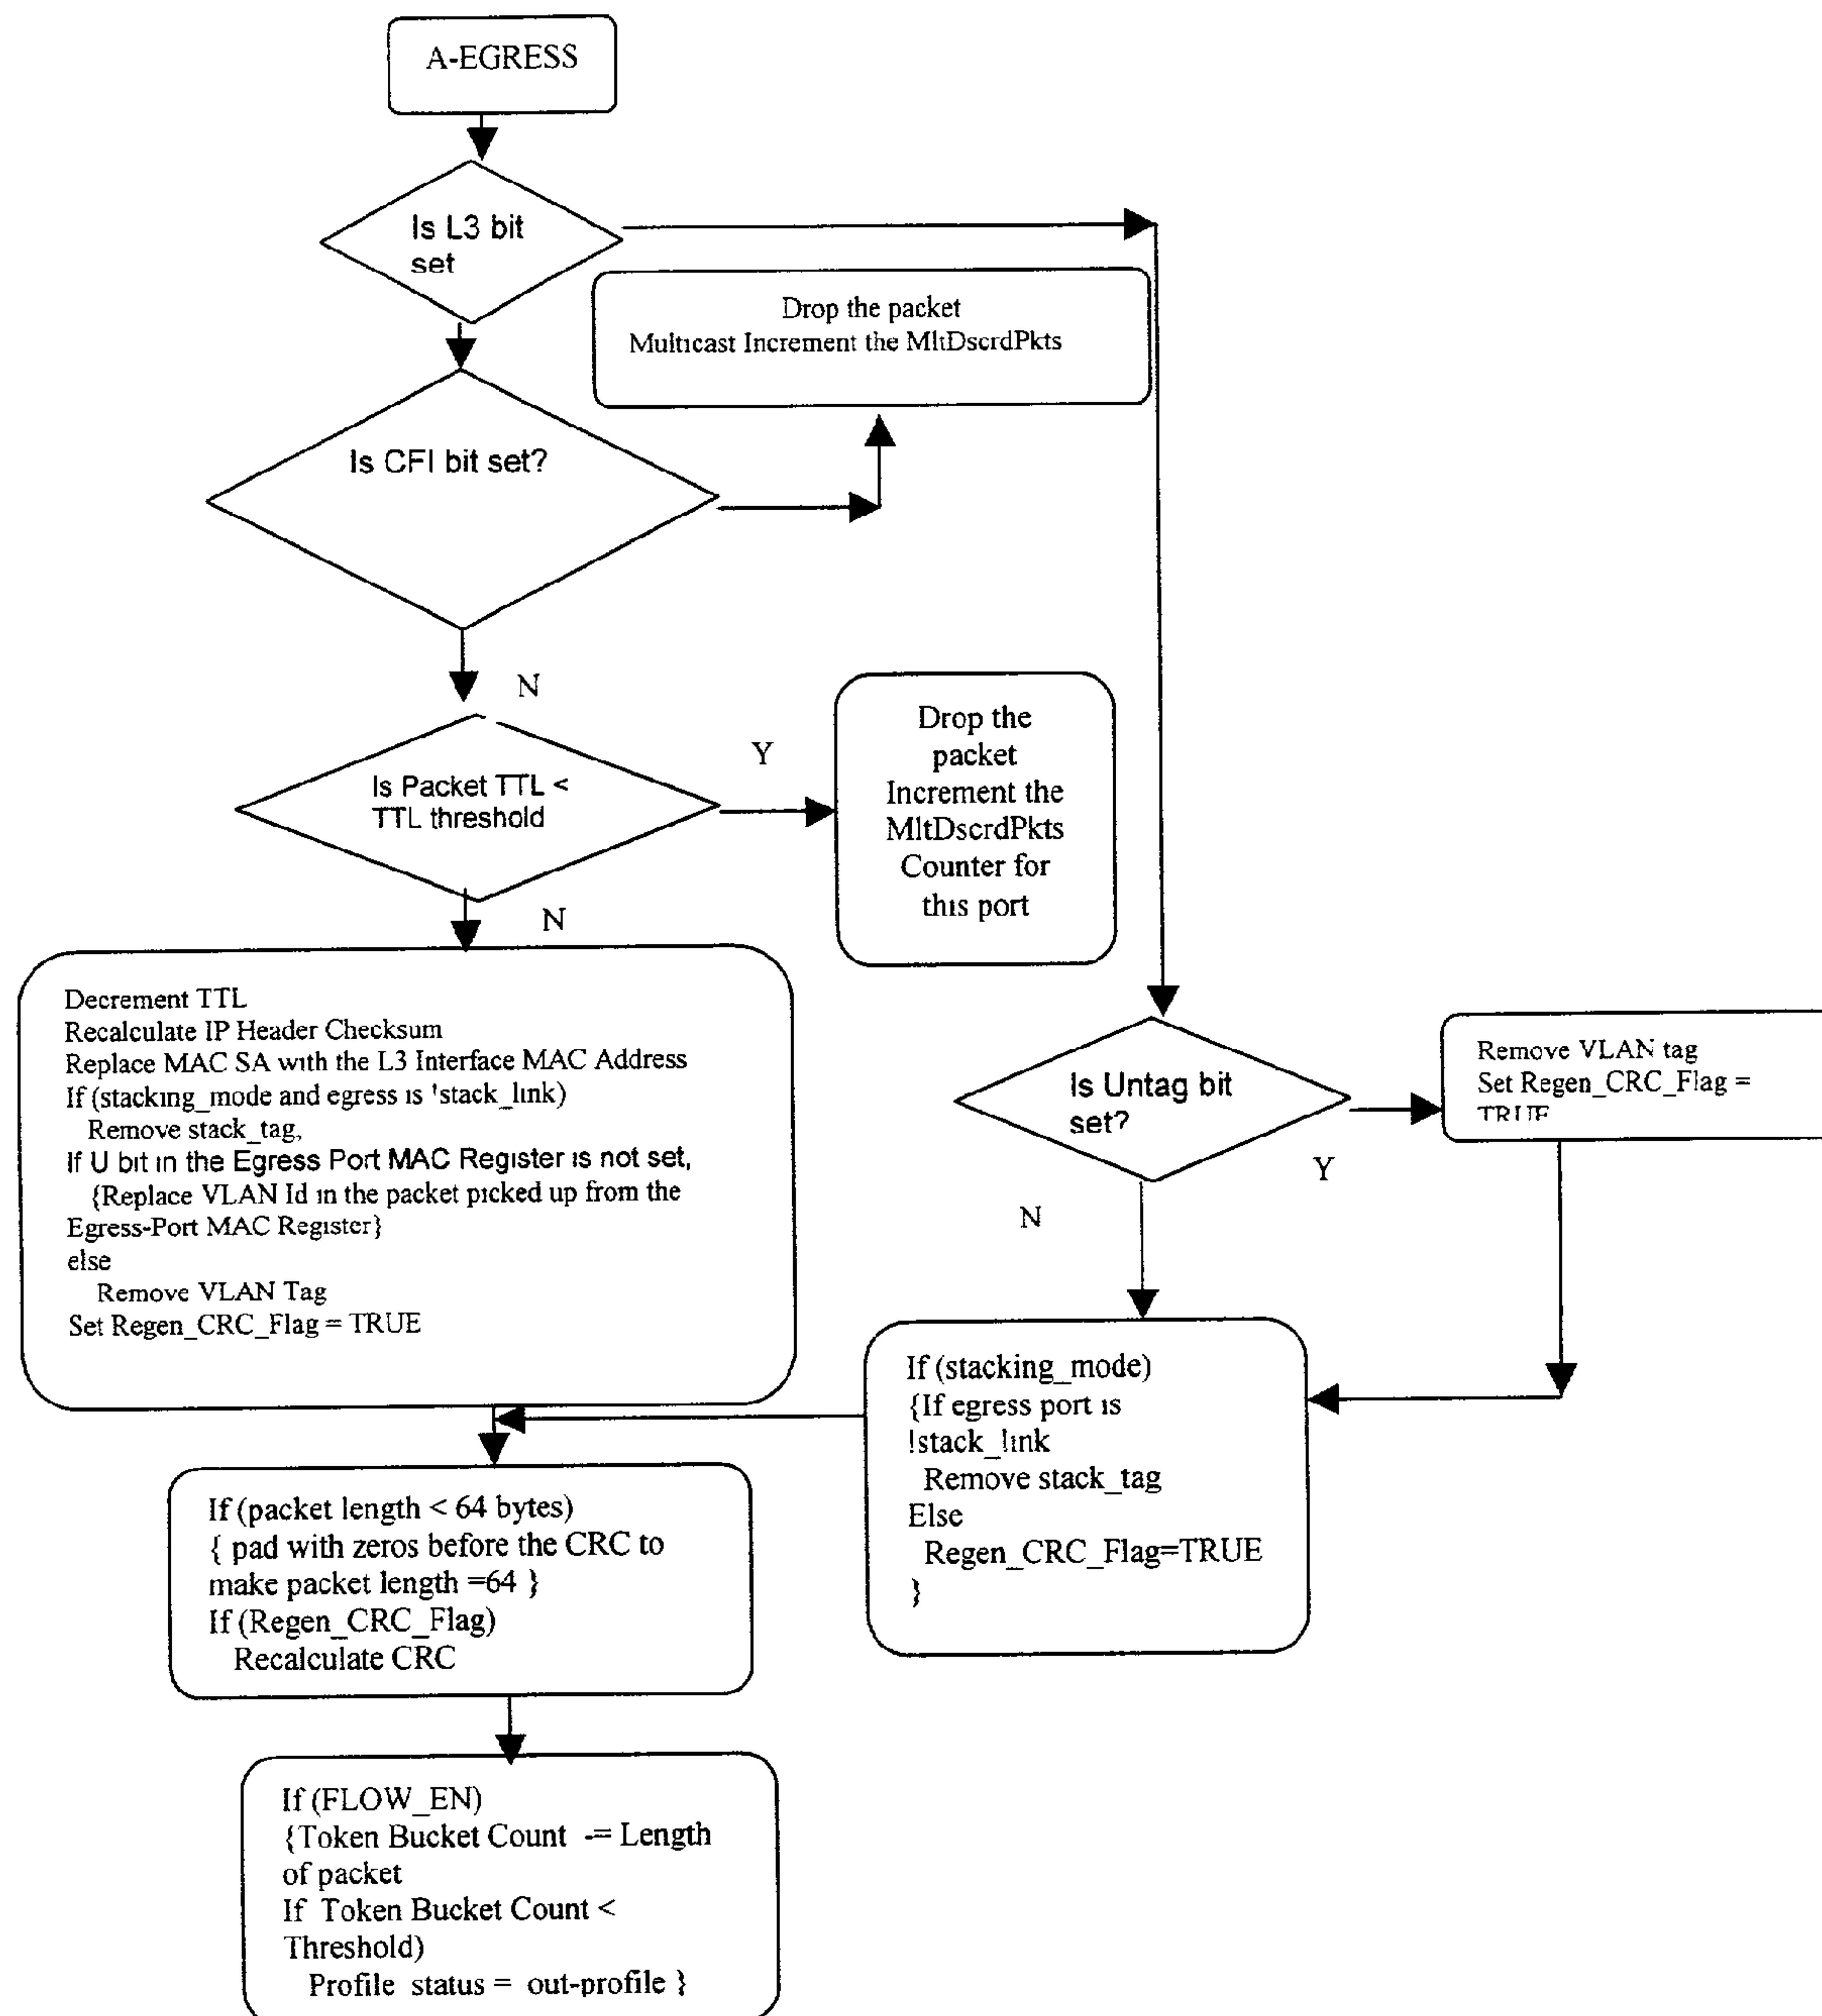 A-EGRESS
Is L3 bit
set
Drop the packet
Multicast Increment the MltDscrdPkts
Is CFI bit set?
N
Is Packet TTL <
TTL threshold
Y
Drop the
packet
Increment the
MltDscrdPkts
Counter for
this port
N
Decrement TTL
Recalculate IP Header Checksum
Replace MAC SA with the L3 Interface MAC Address
If (stacking_mode and egress is !stack_link)
Remove stack_tag,
If U bit in the Egress Port MAC Register is not set,
{Replace VLAN Id in the packet picked up from the
Egress-Port MAC Register}
else
Remove VLAN Tag
Set Regen_CRC_Flag = TRUE
Is Untag bit
set?
Y
N
Remove VLAN tag
Set Regen_CRC_Flag =
TRUE
If (stacking_mode)
{If egress port is
!stack_link
Remove stack_tag
Else
Regen_CRC_Flag=TRUE
}
If (packet length < 64 bytes)
{ pad with zeros before the CRC to
make packet length =64 }
If (Regen_CRC_Flag)
Recalculate CRC
If (FLOW_EN)
{Token Bucket Count -= Length
of packet
If Token Bucket Count <
Threshold)
Profile status = out-profile }